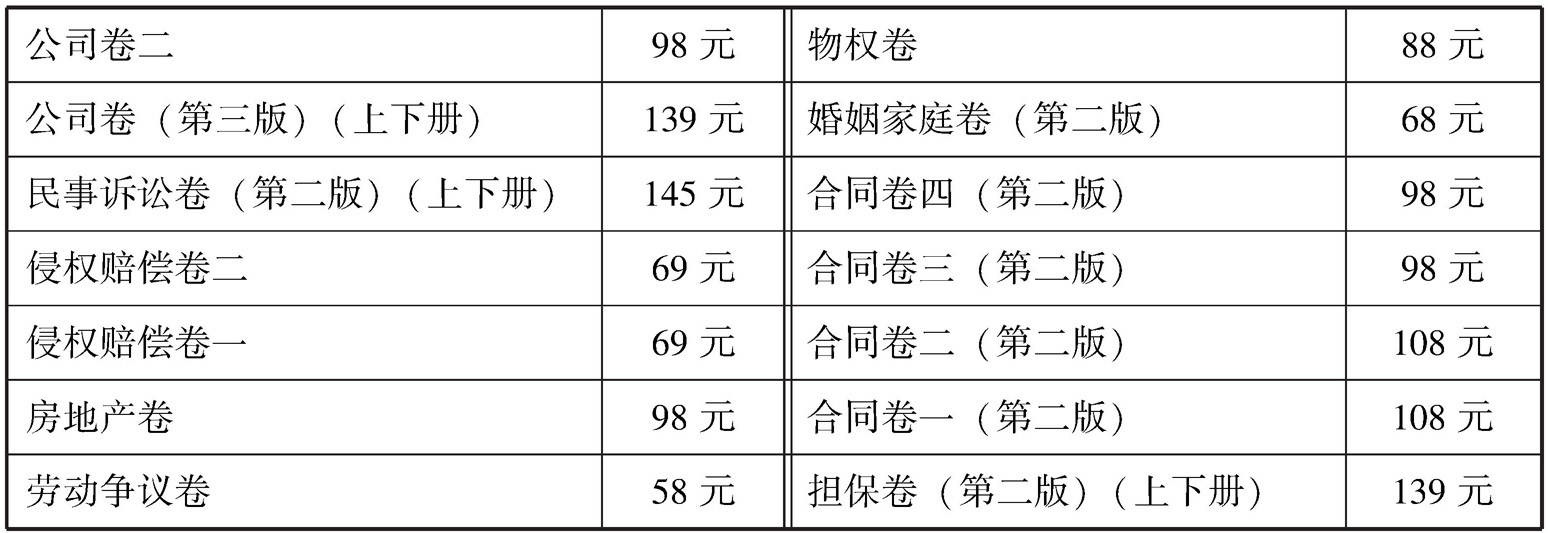 公司卷二 98 元 物权卷 88 元
公司卷（第三版）（上下册） 139 元 婚姻家庭卷（第二版） 68 元
民事诉讼卷（第二版）（上下册） 145 元 合同卷四（第二版） 98 元
侵权赔偿卷二 69 元 合同卷三（第二版） 98 元
侵权赔偿卷一 69 元 合同卷二（第二版） 108 元
房地产卷 98 元 合同卷一（第二版） 108 元
劳动争议卷 58 元 担保卷（第二版）（上下册） 139 元